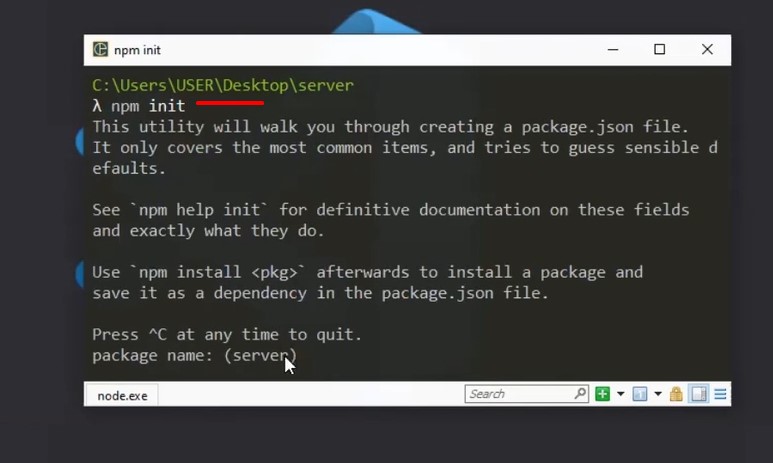 npm init
C:\Users\USER\Desktop\server
λ npm init
This utility will walk you through creating a package.json file.
It only covers the most common items, and tries to guess sensible d
efaults.
See `npm help init` for definitive documentation on these fields
and exactly what they do.
Use `npm install <pkg>` afterwards to install a package and
save it as a dependency in the package.json file.
Press ^C at any time to quit.
package name: (server)
node.exe
Search